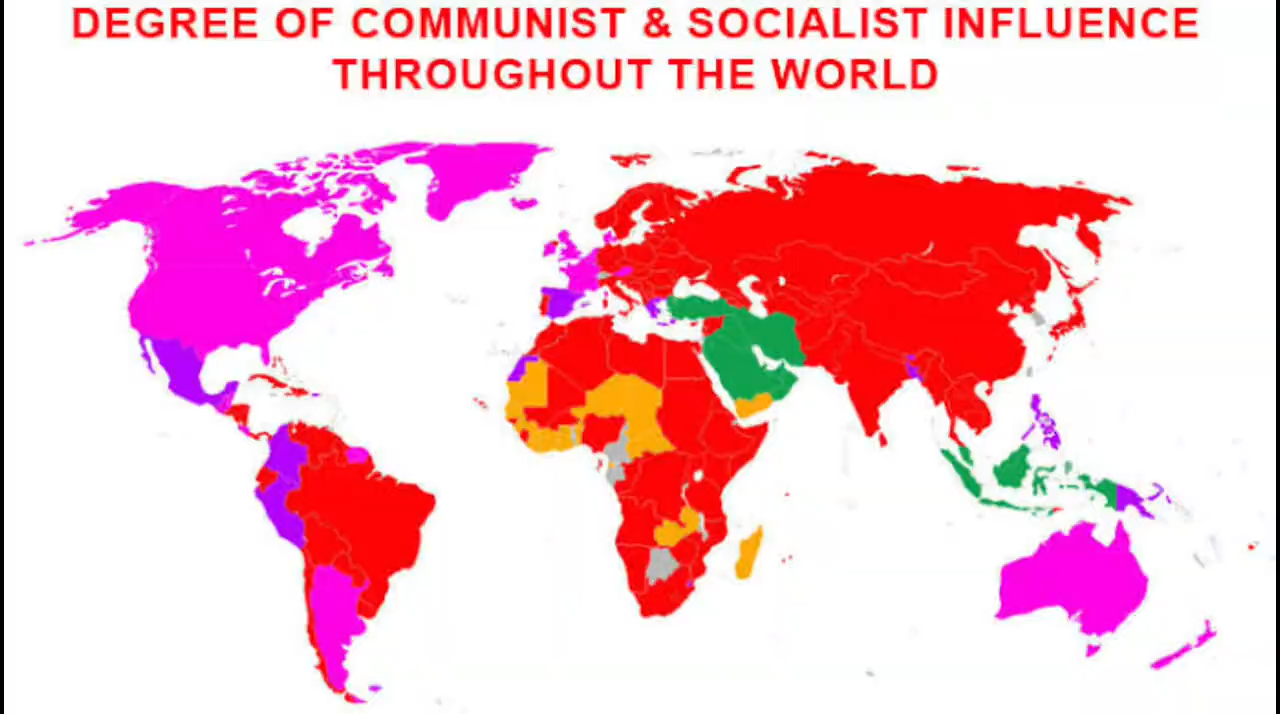 DEGREE OF COMMUNIST & SOCIALIST INFLUENCE
THROUGHOUT THE WORLD